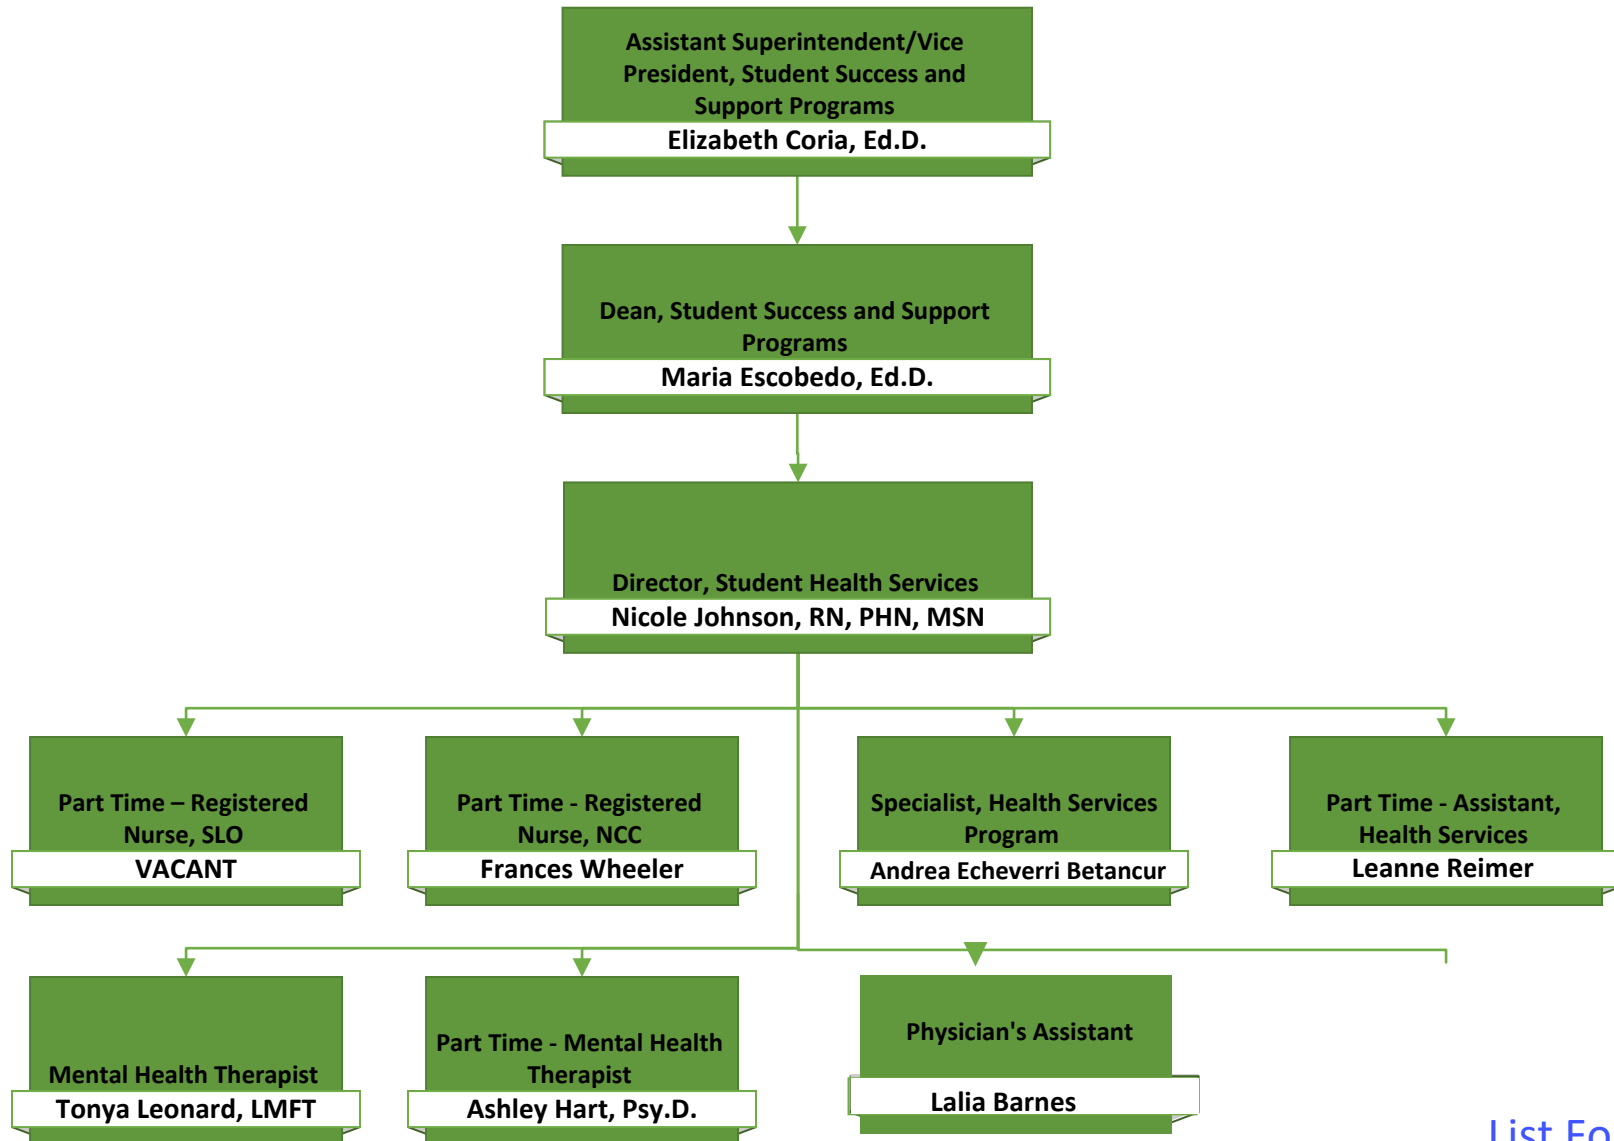 Assistant Superintendent/Vice
President, Student Success and
Support Programs
Elizabeth Coria, Ed.D.
Dean, Student Success and Support
Programs
Maria Escobedo, Ed.D.
Director, Student Health Services
Nicole Johnson, RN, PHN, MSN
Part Time – Registered
Nurse, SLO
VACANT
Part Time - Registered
Nurse, NCC
Frances Wheeler
Specialist, Health Services
Program
Andrea Echeverri Betancur
Part Time - Assistant,
Health Services
Leanne Reimer
Mental Health Therapist
Tonya Leonard, LMFT
Part Time - Mental Health
Therapist
Ashley Hart, Psy.D.
Physician's Assistant
Lalia Barnes
List